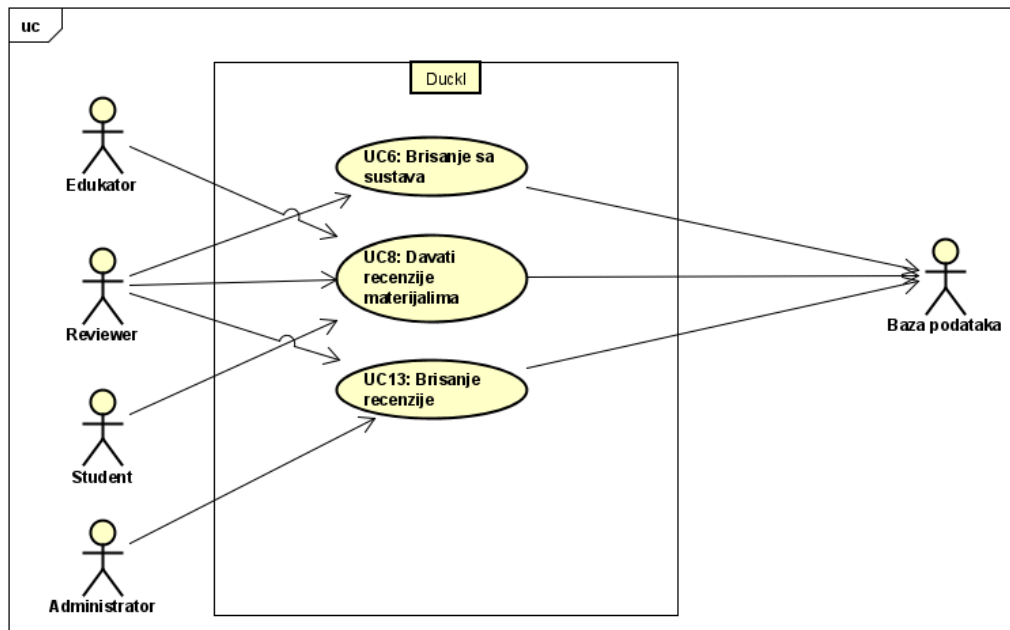 uc
Duckl
Edukator
UC6: Brisanje sa
sustava
Reviewer
UC8: Davati
recenzije
materijalima
Baza podataka
UC13: Brisanje
recenzije
Student
Administrator